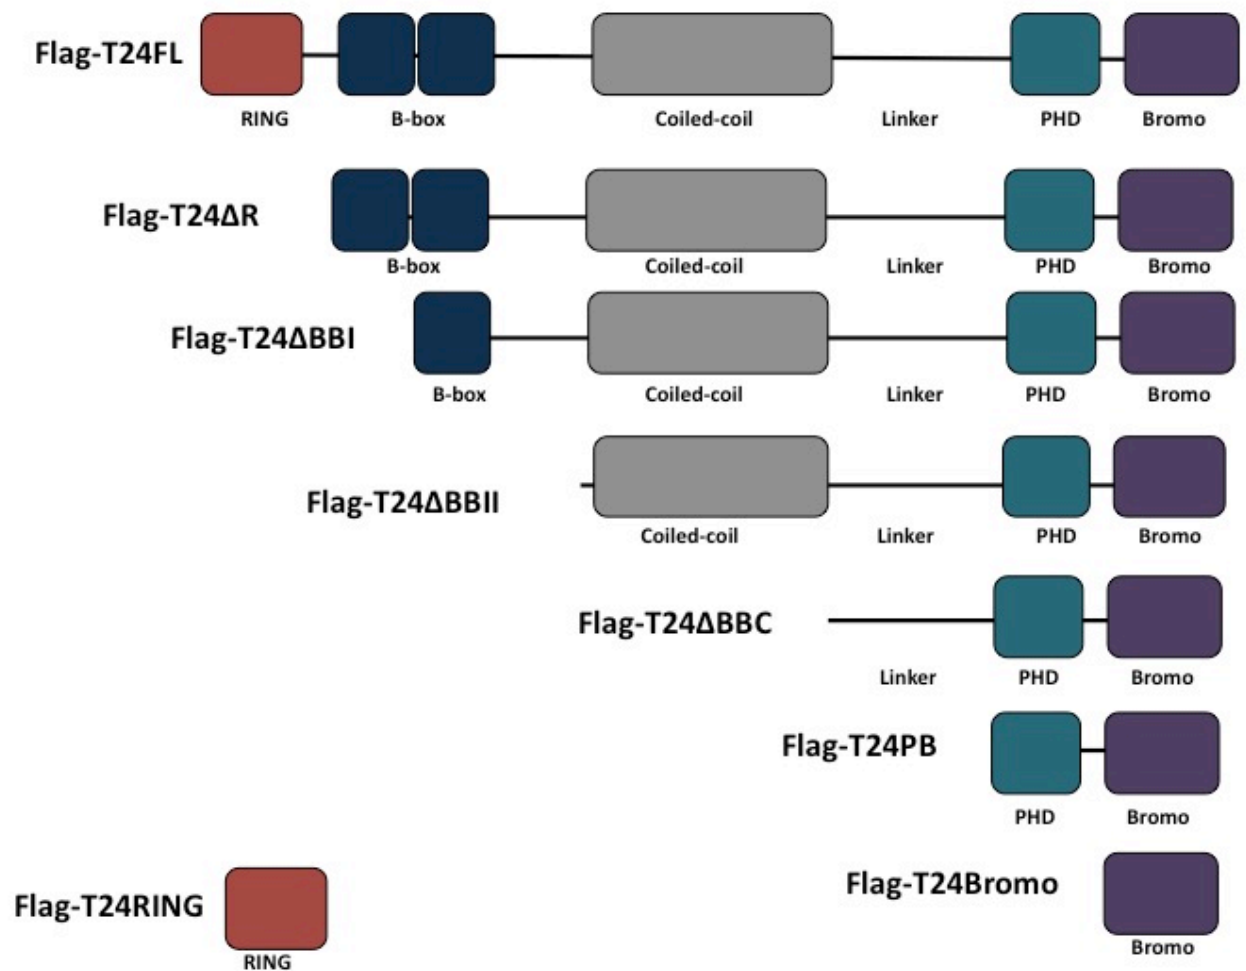 Flag-T24FL
RING B-box Coiled-coil Linker PHD Bromo
Flag-T24ΔR
B-box Coiled-coil Linker PHD Bromo
Flag-T24ΔBBI
B-box Coiled-coil Linker PHD Bromo
Flag-T24ΔBBII
Coiled-coil Linker PHD Bromo
Flag-T24ΔBBC
Linker PHD Bromo
Flag-T24PB
PHD Bromo
Flag-T24Bromo
Bromo
Flag-T24RING
RING